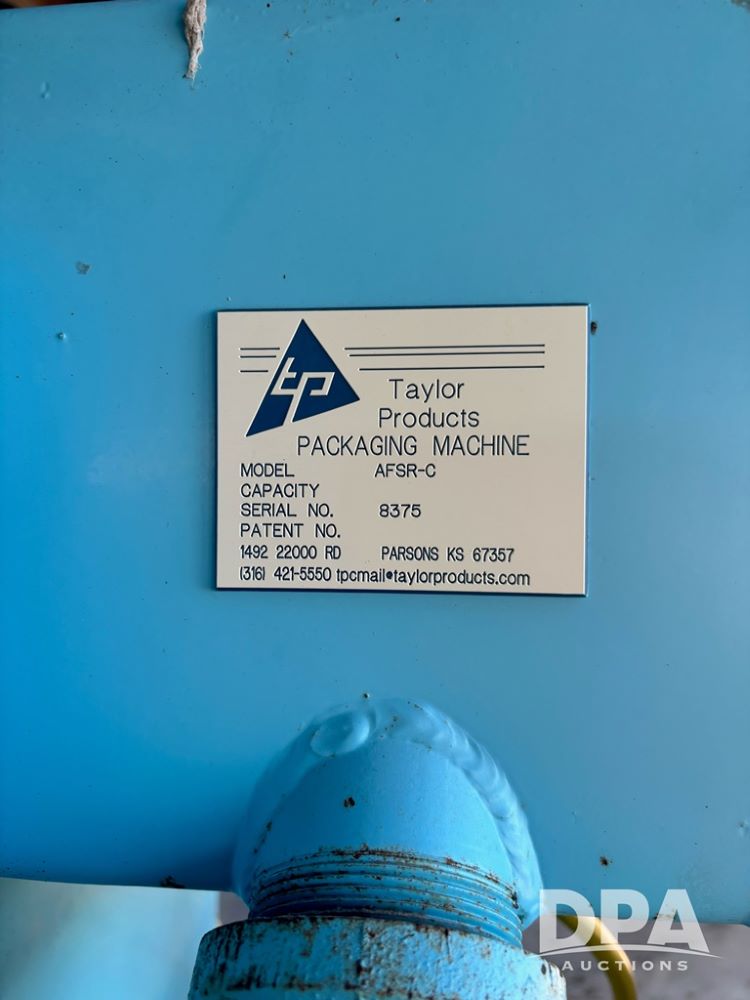 tp
Taylor
Products
PACKAGING MACHINE
MODEL AFSR-C
CAPACITY
SERIAL NO. 8375
PATENT NO.
1492 22000 RD PARSONS KS 67357
(316) 421-5550 tpcmail•taylorproducts.com
DPA
AUCTIONS